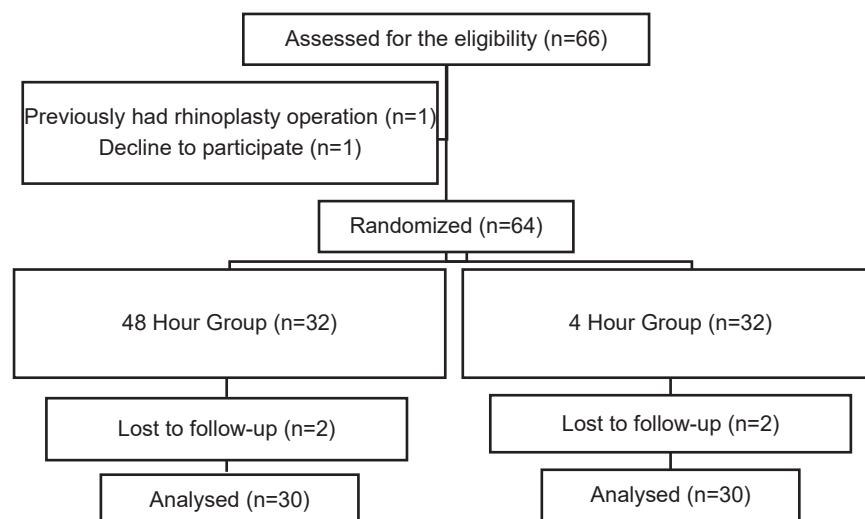 Assessed for the eligibility (n=66)
Previously had rhinoplasty operation (n=1)
Decline to participate (n=1)
Randomized (n=64)
48 Hour Group (n=32)
4 Hour Group (n=32)
Lost to follow-up (n=2)
Lost to follow-up (n=2)
Analysed (n=30)
Analysed (n=30)